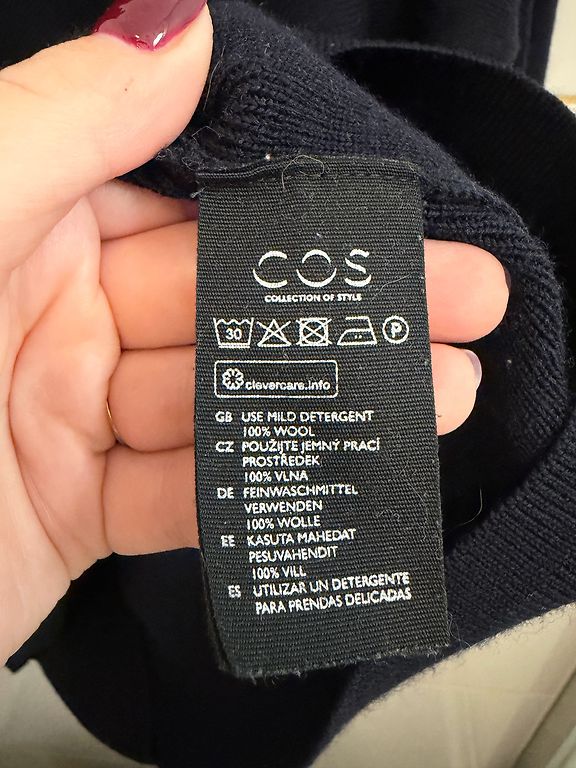 COS
COLLECTION OF STYLE
30 P
clevercare.info
GB USE MILD DETERGENT
100% WOOL
CZ POUŽIJTE JEMNÝ PRACÍ
PROSTŘEDEK
100% VLNA
DE FEINWASCHMITTEL
VERWENDEN
100% WOLLE
EE KASUTA MAHEDAT
PESUVAHENDIT
100% VILL
ES UTILIZAR UN DETERGENTE
PARA PRENDAS DELICADAS